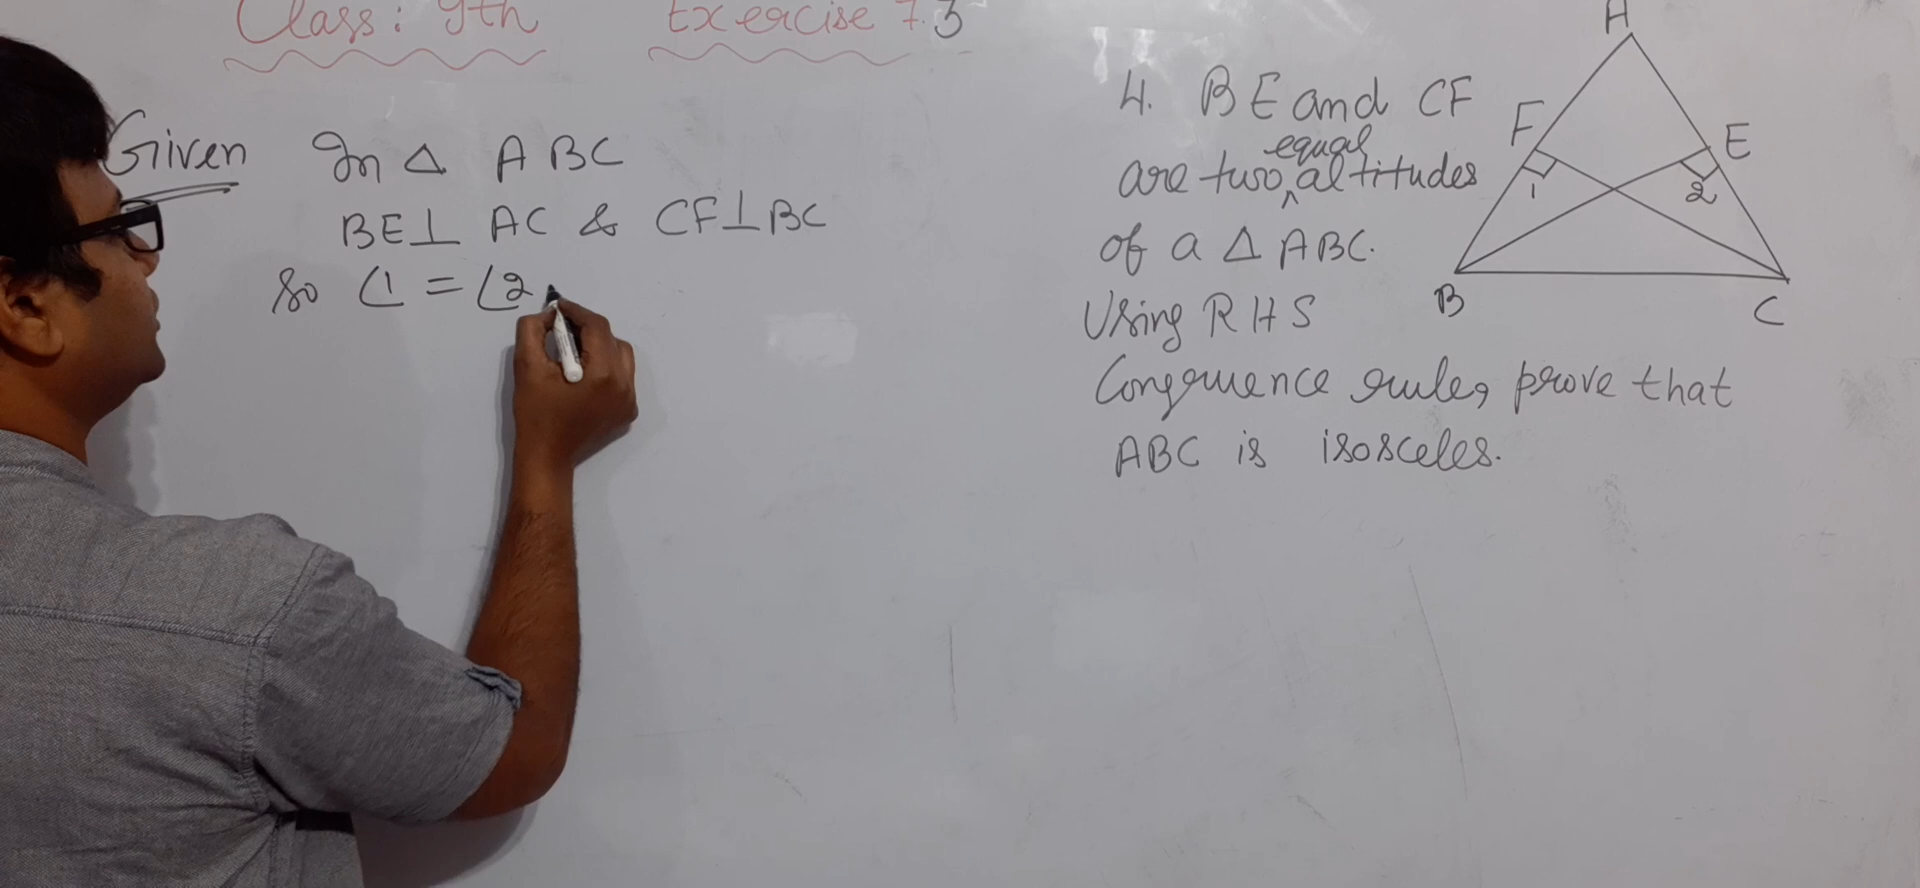 Class: 9th Exercise 7.3
Given In Δ ABC
BE⊥ AC & CF⊥BC
So ∠1 = ∠2
4. BE and CF
are two equal altitudes
of a Δ ABC.
Using RHS
Congruence rule, prove that
ABC is isosceles.
A
F
E
1
2
B
C